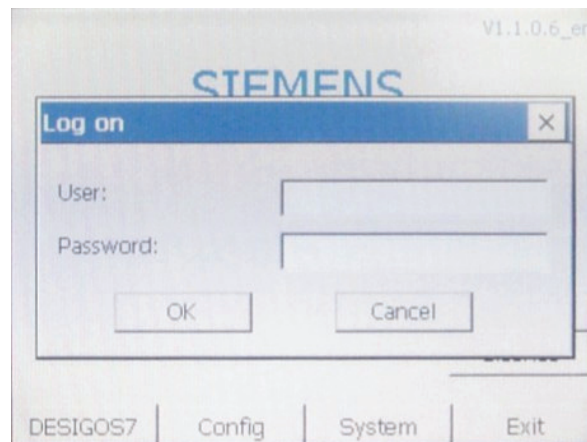 V1.1.0.6_en
SIEMENS
Log on
User:
Password:
OK
Cancel
DESIGOS7
Config
System
Exit